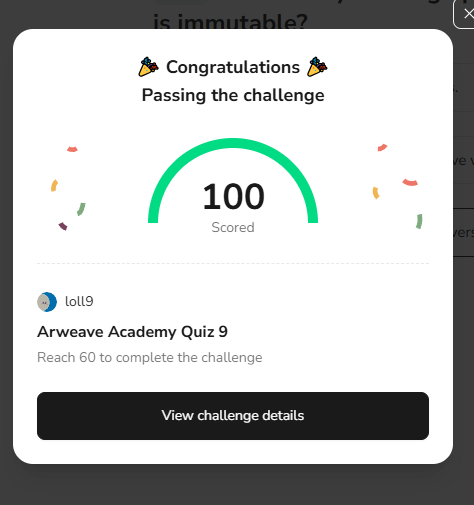 is immutable?
Congratulations
Passing the challenge
100
Scored
loll9
Arweave Academy Quiz 9
Reach 60 to complete the challenge
View challenge details